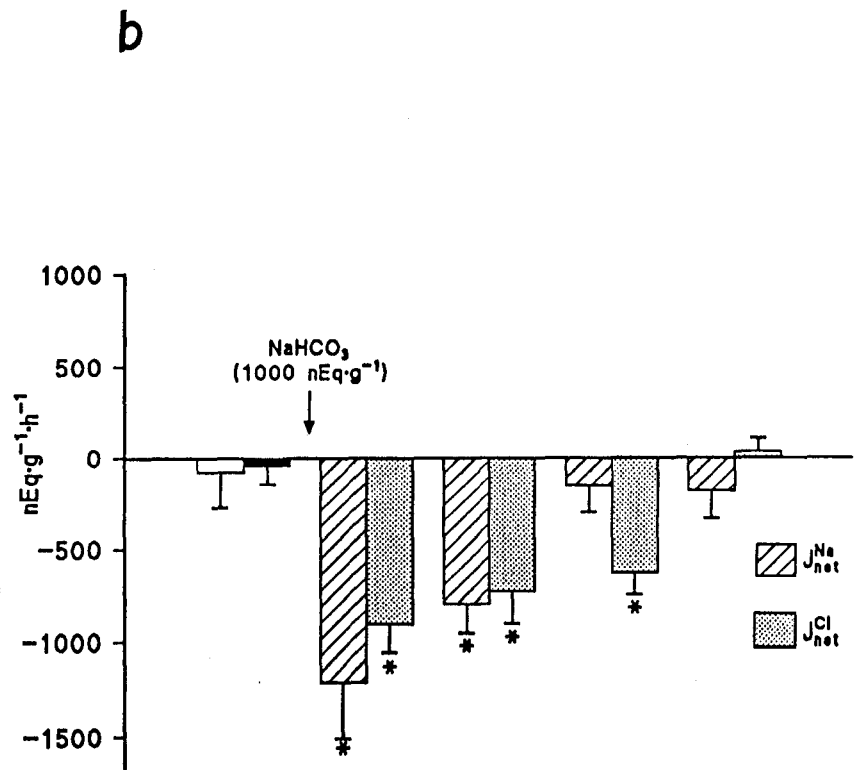 b
1000
500
0
−500
−1000
−1500
nEq·g⁻¹·h⁻¹
NaHCO₃
(1000 nEq·g⁻¹)
* * * * *
J^Na_net
J^Cl_net